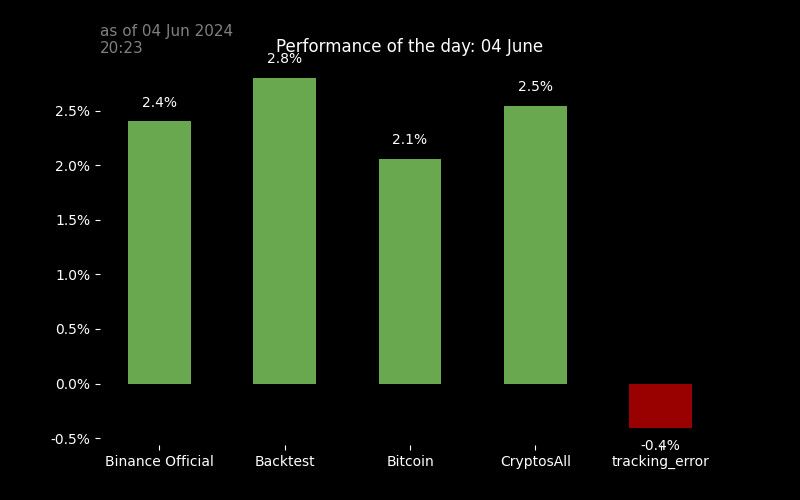 as of 04 Jun 2024
20:23
Performance of the day: 04 June
2.8%
2.4%
2.5%
2.1%
2.5%
2.0%
1.5%
1.0%
0.5%
0.0%
-0.5%
-0.4%
Binance Official
Backtest
Bitcoin
CryptosAll
tracking_error